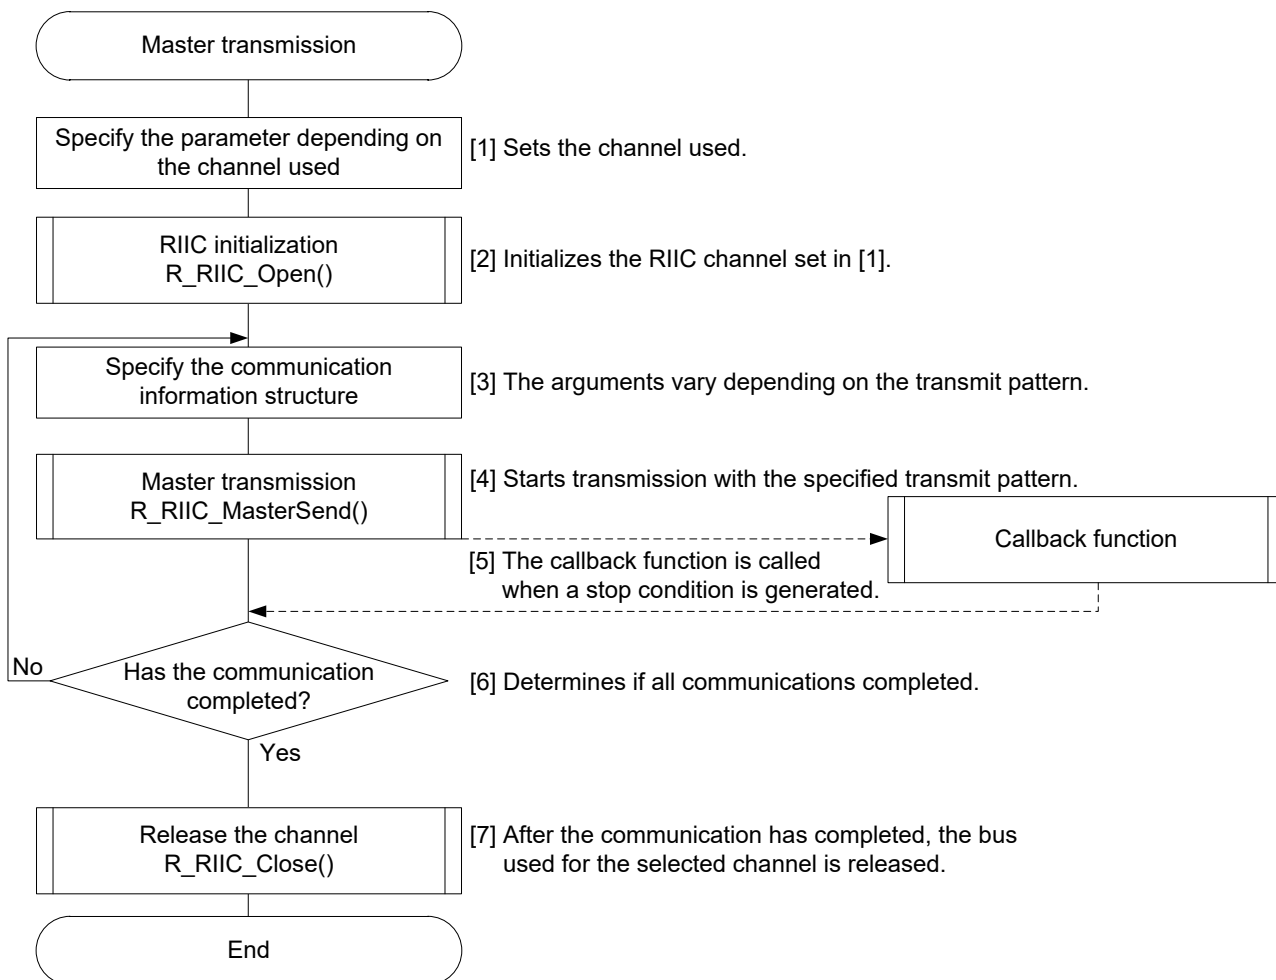 Master transmission
Specify the parameter depending on
the channel used
[1] Sets the channel used.
RIIC initialization
R_RIIC_Open()
[2] Initializes the RIIC channel set in [1].
Specify the communication
information structure
[3] The arguments vary depending on the transmit pattern.
Master transmission
R_RIIC_MasterSend()
[4] Starts transmission with the specified transmit pattern.
Callback function
[5] The callback function is called
when a stop condition is generated.
No
Has the communication
completed?
[6] Determines if all communications completed.
Yes
Release the channel
R_RIIC_Close()
[7] After the communication has completed, the bus
used for the selected channel is released.
End